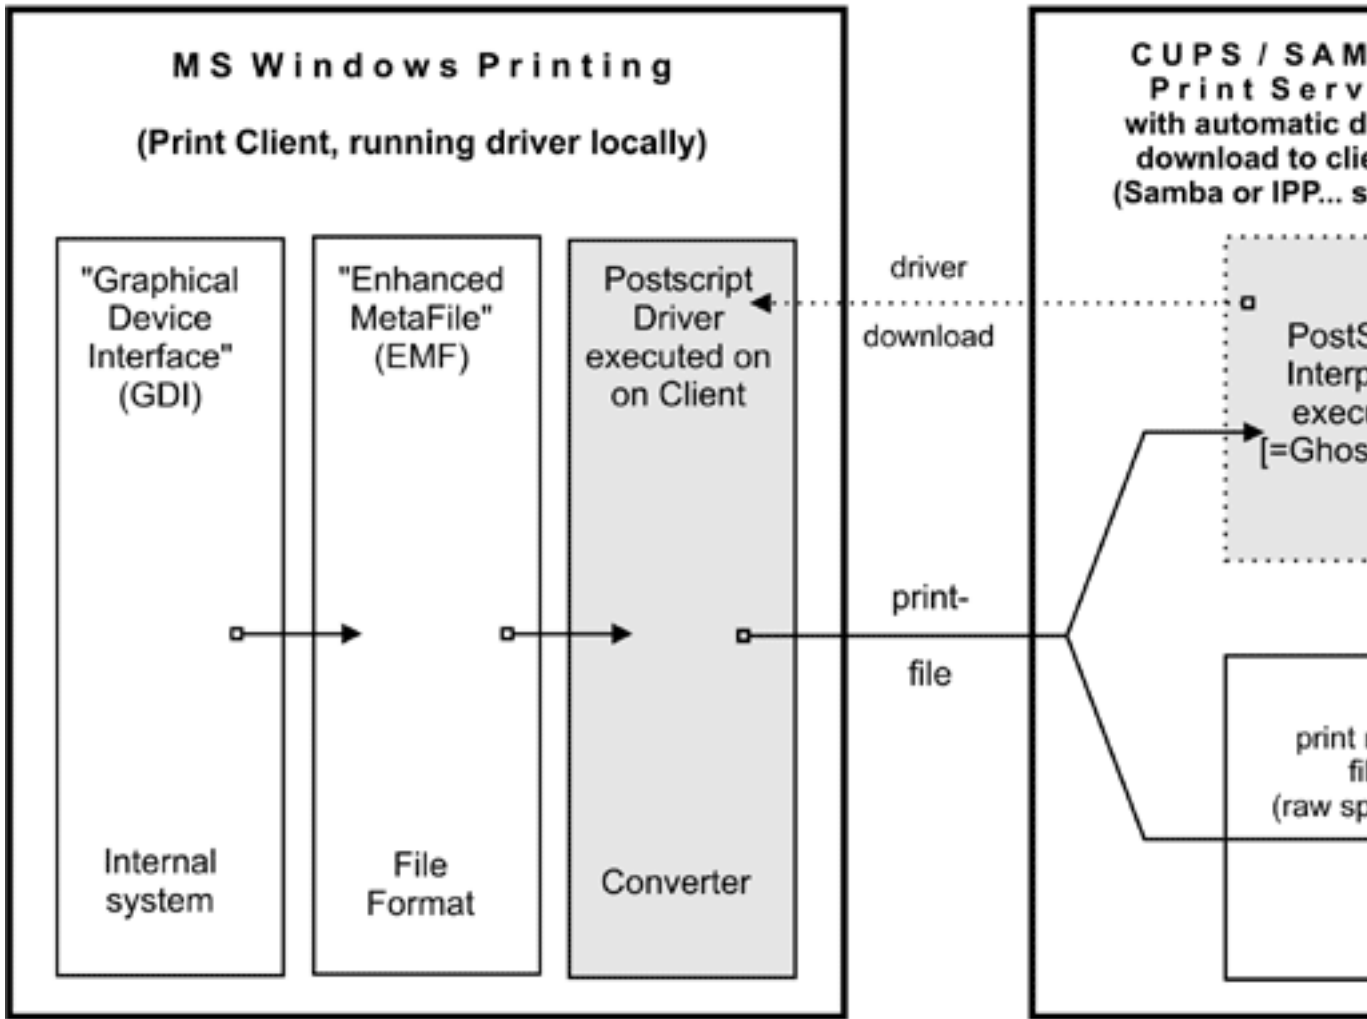 MS Windows Printing
(Print Client, running driver locally)
"Graphical
Device
Interface"
(GDI)
Internal
system
"Enhanced
MetaFile"
(EMF)
File
Format
Postscript
Driver
executed on
on Client
Converter
driver
download
print-
file
CUPS / SAM
Print Serv
with automatic d
download to clie
(Samba or IPP... s
PostS
Interp
execu
[=Ghos
print r
fil
(raw sp